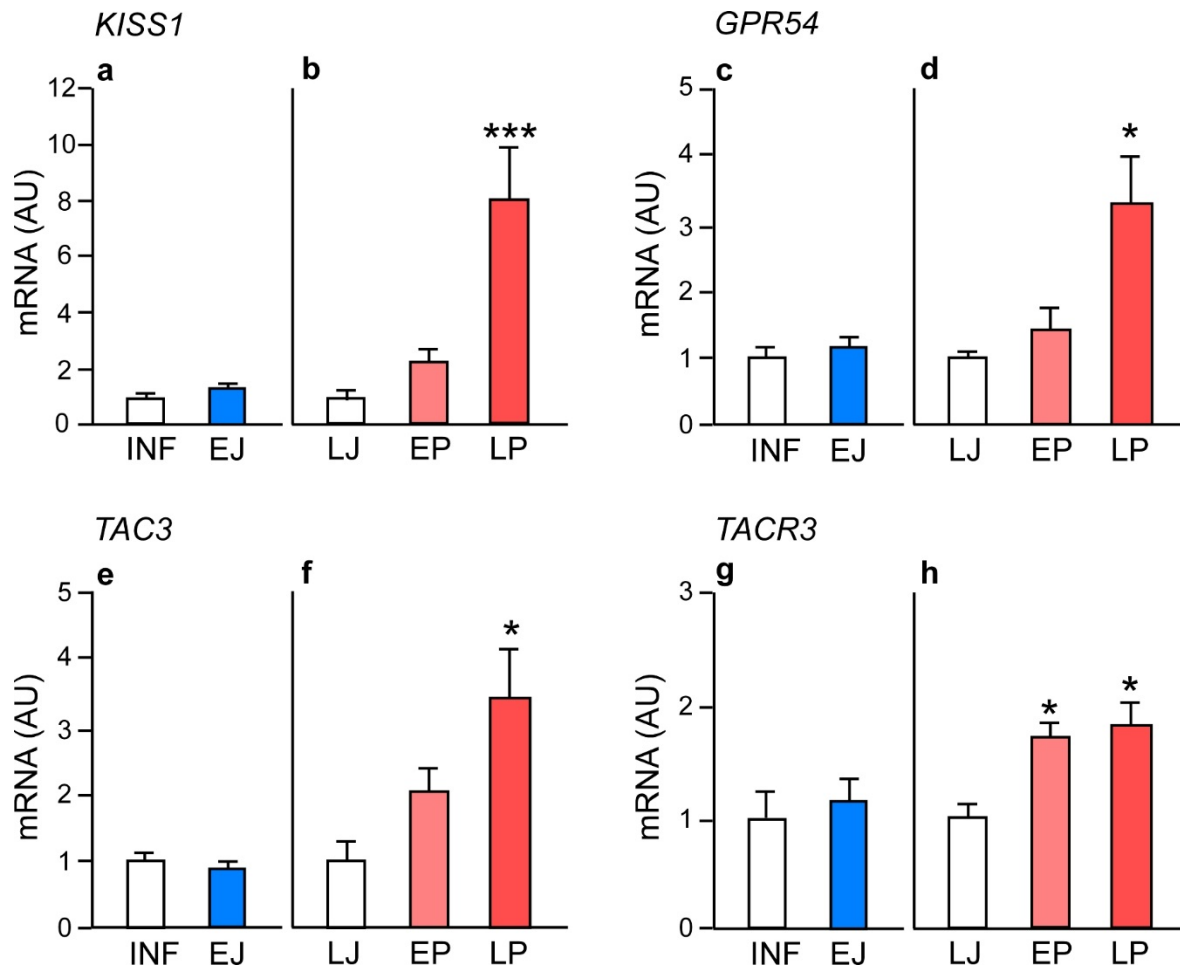 KISS1
GPR54
a
b
c
d
mRNA (AU)
12
10
8
6
4
2
0
***
INF
EJ
LJ
EP
LP
mRNA (AU)
5
4
3
2
1
0
*
INF
EJ
LJ
EP
LP
TAC3
TACR3
e
f
g
h
mRNA (AU)
5
4
3
2
1
0
*
INF
EJ
LJ
EP
LP
mRNA (AU)
3
2
1
0
*
*
INF
EJ
LJ
EP
LP